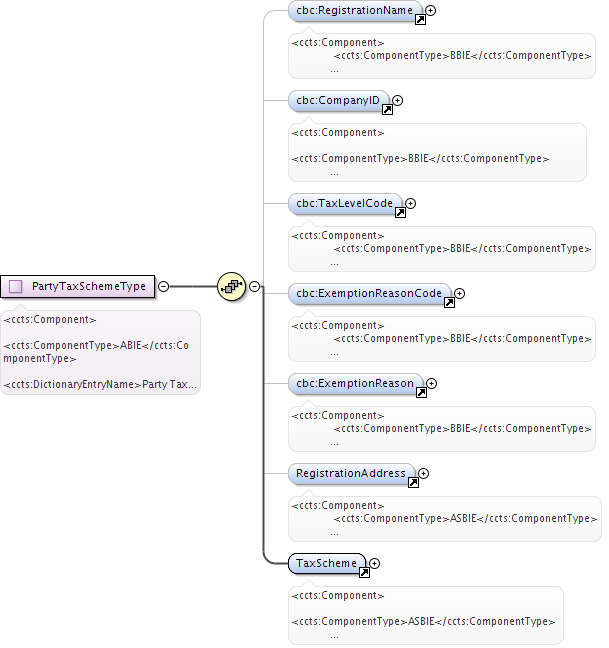 cbc:RegistrationName
<ccts:Component>
<ccts:ComponentType>BBIE</ccts:ComponentType>
...
cbc:CompanyID
<ccts:Component>
<ccts:ComponentType>BBIE</ccts:ComponentType>
...
cbc:TaxLevelCode
<ccts:Component>
<ccts:ComponentType>BBIE</ccts:ComponentType>
...
PartyTaxSchemeType
<ccts:Component>
<ccts:ComponentType>ABIE</ccts:Co
mponentType>
<ccts:DictionaryEntryName>Party Tax...
cbc:ExemptionReasonCode
<ccts:Component>
<ccts:ComponentType>BBIE</ccts:ComponentType>
...
cbc:ExemptionReason
<ccts:Component>
<ccts:ComponentType>BBIE</ccts:ComponentType>
...
RegistrationAddress
<ccts:Component>
<ccts:ComponentType>ASBIE</ccts:ComponentType>
...
TaxScheme
<ccts:Component>
<ccts:ComponentType>ASBIE</ccts:ComponentType>
...